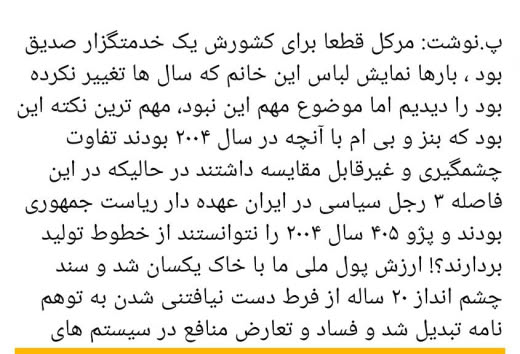 پ.نوشت: مرکل قطعا برای کشورش یک خدمتگزار صدیق
بود ، بارها نمایش لباس این خانم که سال ها تغییر نکرده
بود را دیدیم اما موضوع مهم این نبود، مهم ترین نکته این
بود که بنز و بی ام با آنچه در سال ۲۰۰۴ بودند تفاوت
چشمگیری و غیرقابل مقایسه داشتند در حالیکه در این
فاصله ۳ رجل سیاسی در ایران عهده دار ریاست جمهوری
بودند و پژو ۴۰۵ سال ۲۰۰۴ را نتوانستند از خطوط تولید
بردارند؟! ارزش پول ملی ما با خاک یکسان شد و سند
چشم انداز ۲۰ ساله از فرط دست نیافتنی شدن به توهم
نامه تبدیل شد و فساد و تعارض منافع در سیستم های